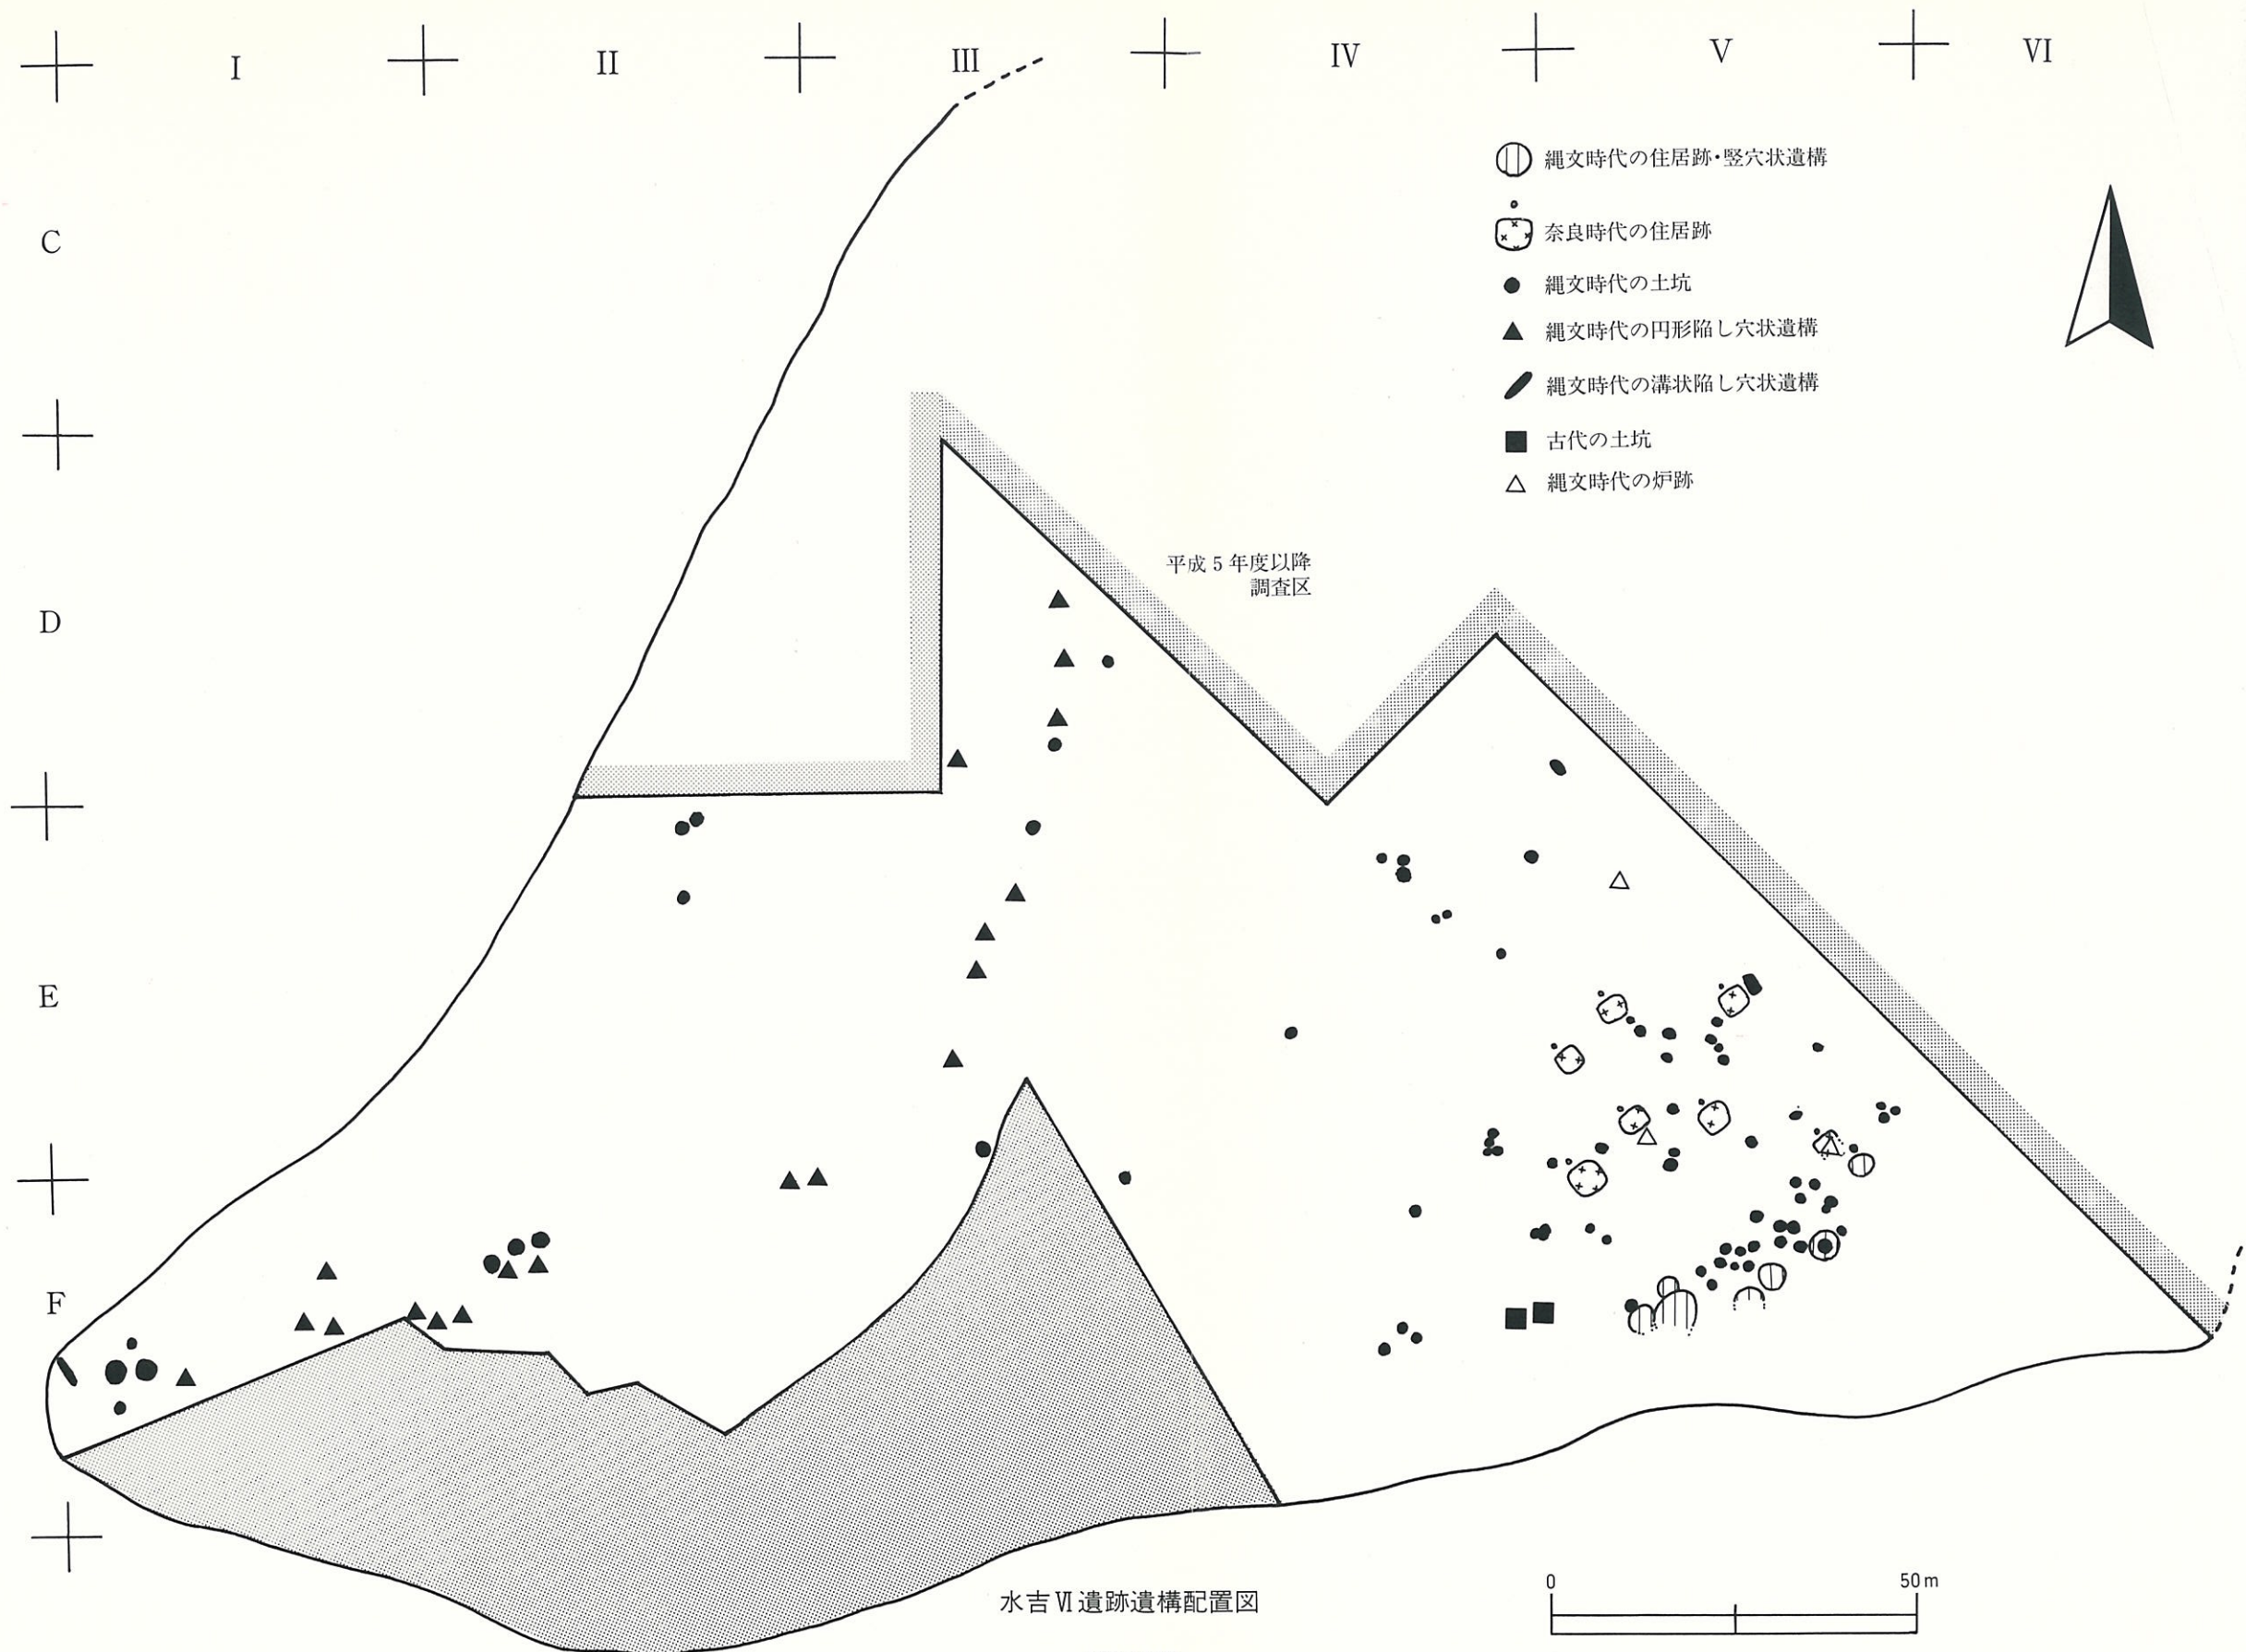 I II III IV V VI
縄文時代の住居跡・竪穴状遺構
奈良時代の住居跡
C
縄文時代の土坑
縄文時代の円形陥し穴状遺構
縄文時代の溝状陥し穴状遺構
古代の土坑
縄文時代の炉跡
平成5年度以降
調査区
D
E
F
0 50m
水吉Ⅵ遺跡遺構配置図